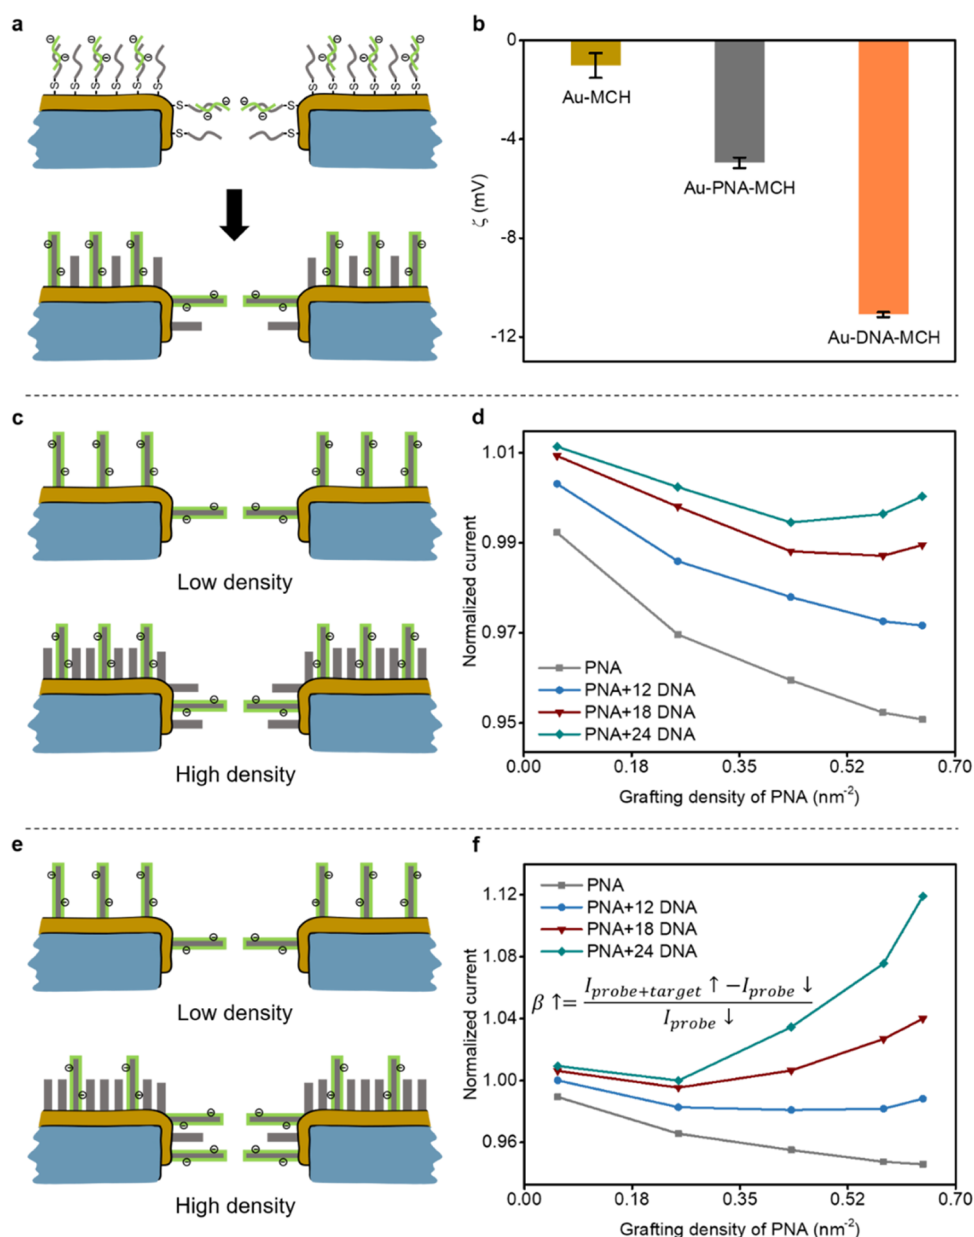 a
S S S S S S
S
S
S S S S S S
S
S
b
0
-4
-8
-12
ζ (mV)
Au-MCH
Au-PNA-MCH
Au-DNA-MCH
c
Low density
High density
d
1.01
0.99
0.97
0.95
Normalized current
PNA
PNA+12 DNA
PNA+18 DNA
PNA+24 DNA
0.00 0.18 0.35 0.52 0.70
Grafting density of PNA (nm⁻²)
e
Low density
High density
f
1.12
1.08
1.04
1.00
0.96
Normalized current
PNA
PNA+12 DNA
PNA+18 DNA
PNA+24 DNA
β ↑= (I_probe+target ↑ −I_probe ↓) / (I_probe ↓)
0.00 0.18 0.35 0.52 0.70
Grafting density of PNA (nm⁻²)